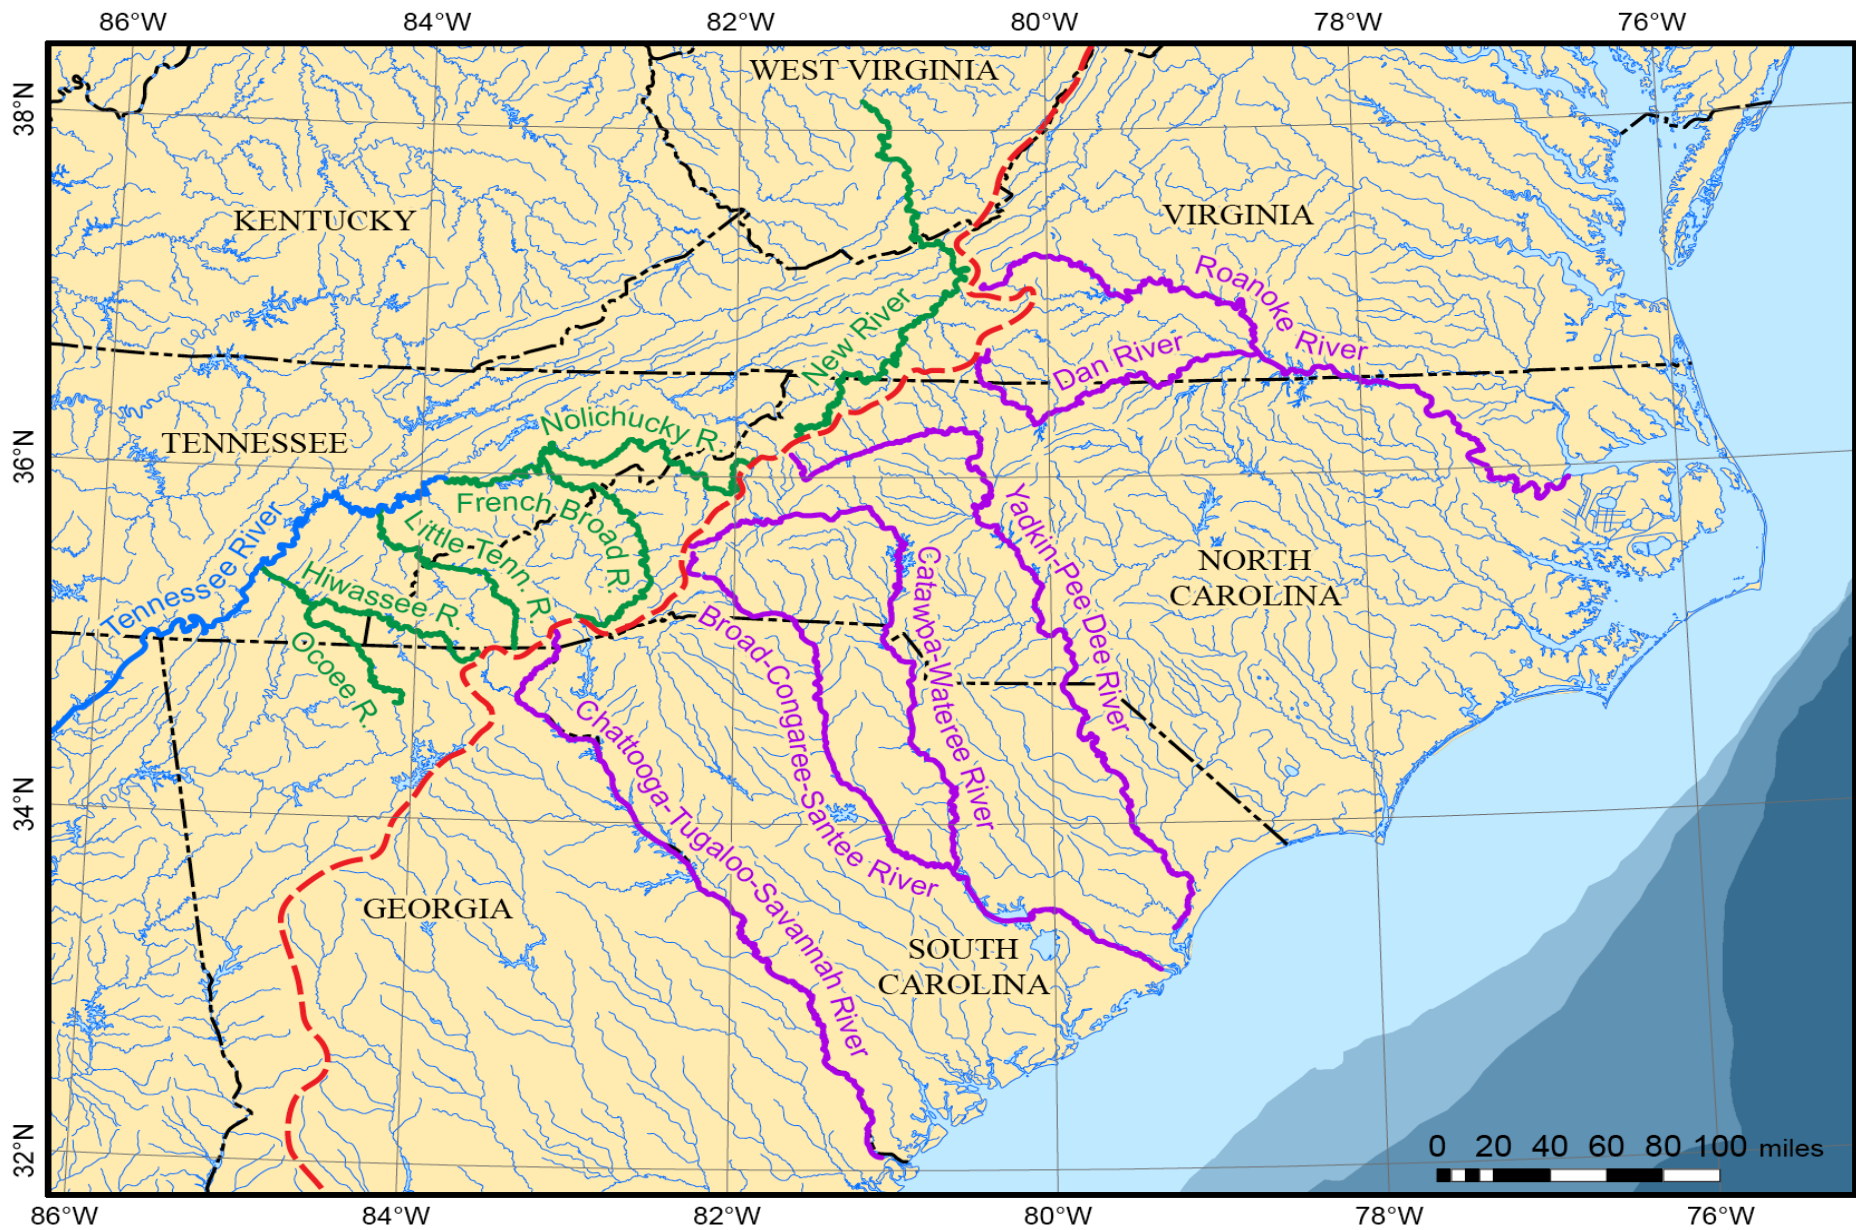 86°W 84°W 82°W 80°W 78°W 76°W
38°N
36°N
34°N
32°N
WEST VIRGINIA
KENTUCKY
VIRGINIA
Roanoke River
New River
Dan River
Nolichucky R.
TENNESSEE
French Broad R.
Little Tenn. R.
Yadkin-Pee Dee River
Tennessee River
Hiwassee R.
Catawba-Wateree River
NORTH
CAROLINA
Ocoee R.
Broad-Congaree-Santee River
Chattooga-Tugaloo-Savannah River
GEORGIA
SOUTH
CAROLINA
0 20 40 60 80 100 miles
86°W 84°W 82°W 80°W 78°W 76°W